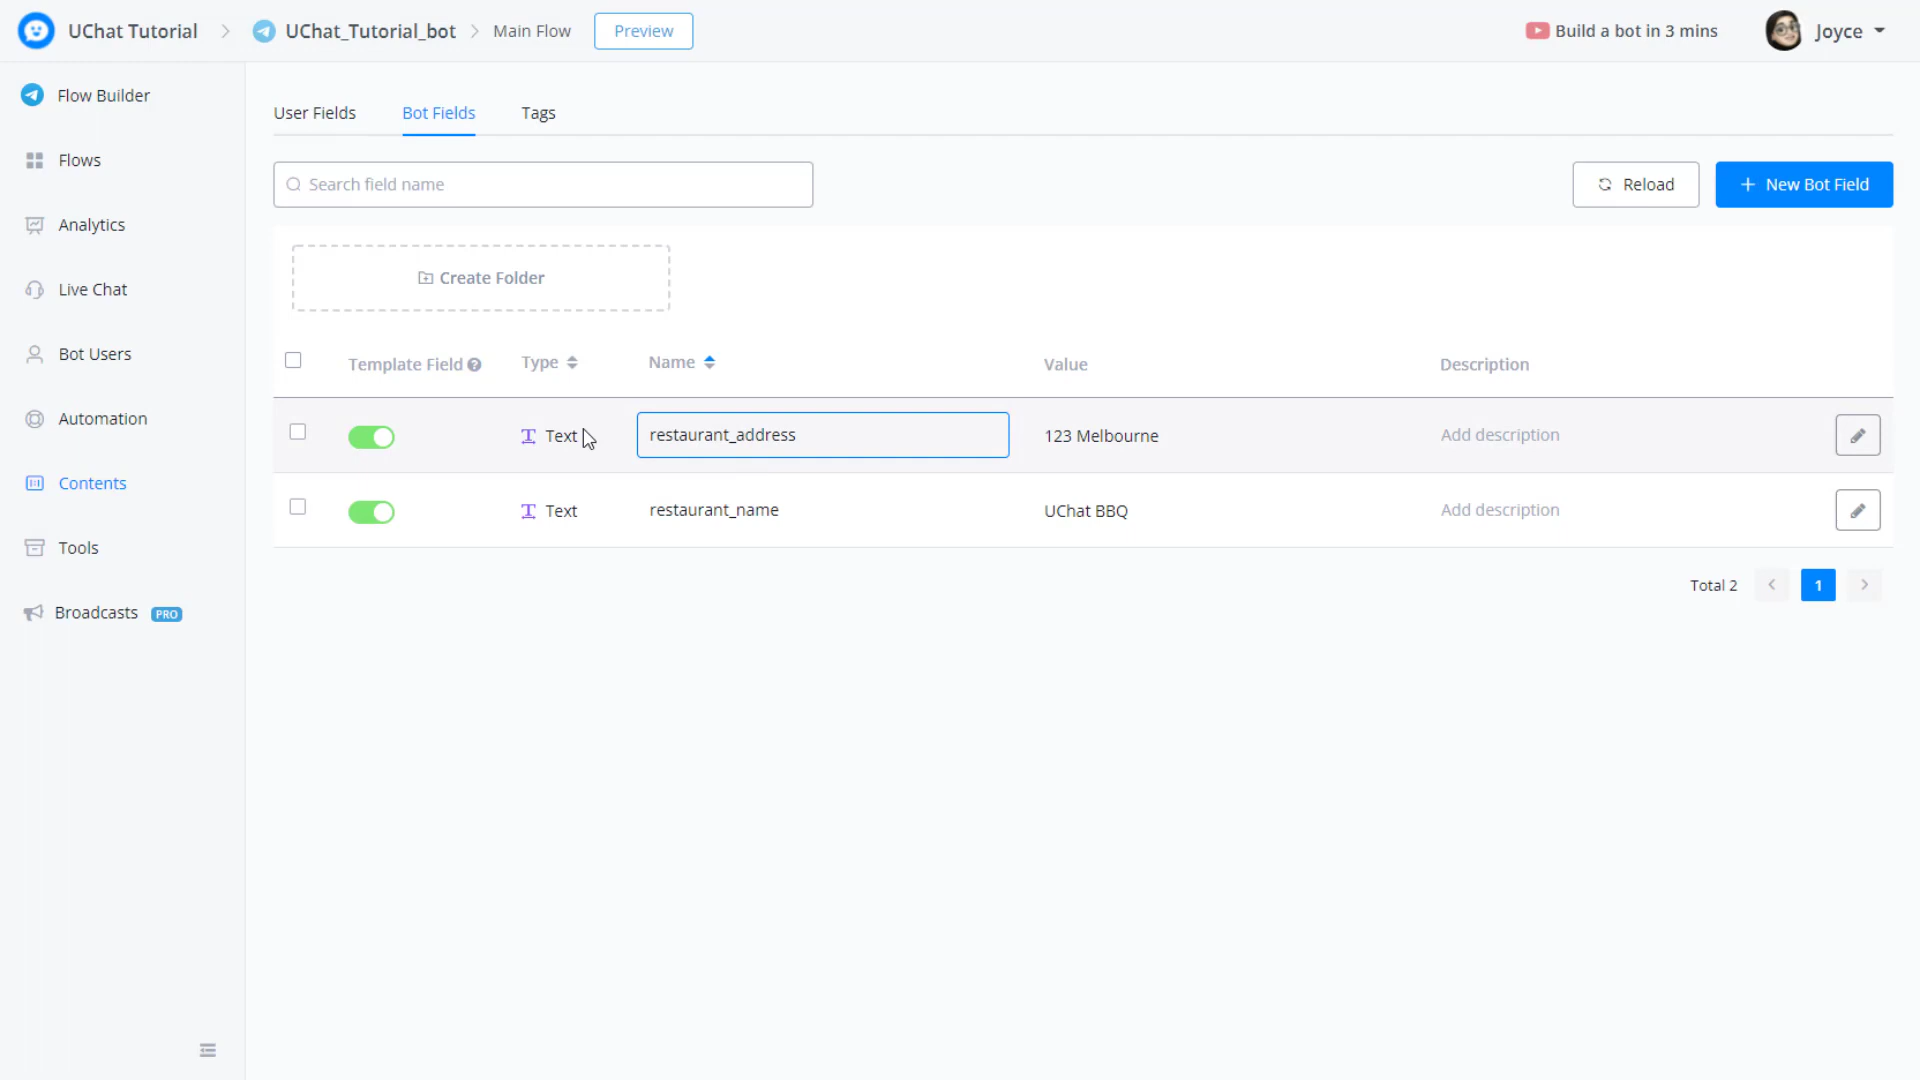 UChat Tutorial
UChat_Tutorial_bot
Main Flow
Preview
Build a bot in 3 mins
Joyce
Flow Builder
Flows
Analytics
Live Chat
Bot Users
Automation
Contents
Tools
Broadcasts PRO
User Fields
Bot Fields
Tags
Search field name
Reload
+ New Bot Field
Create Folder
Template Field ?
Type
Name
Value
Description
Text
restaurant_address
123 Melbourne
Add description
Text
restaurant_name
UChat BBQ
Add description
Total 2
1